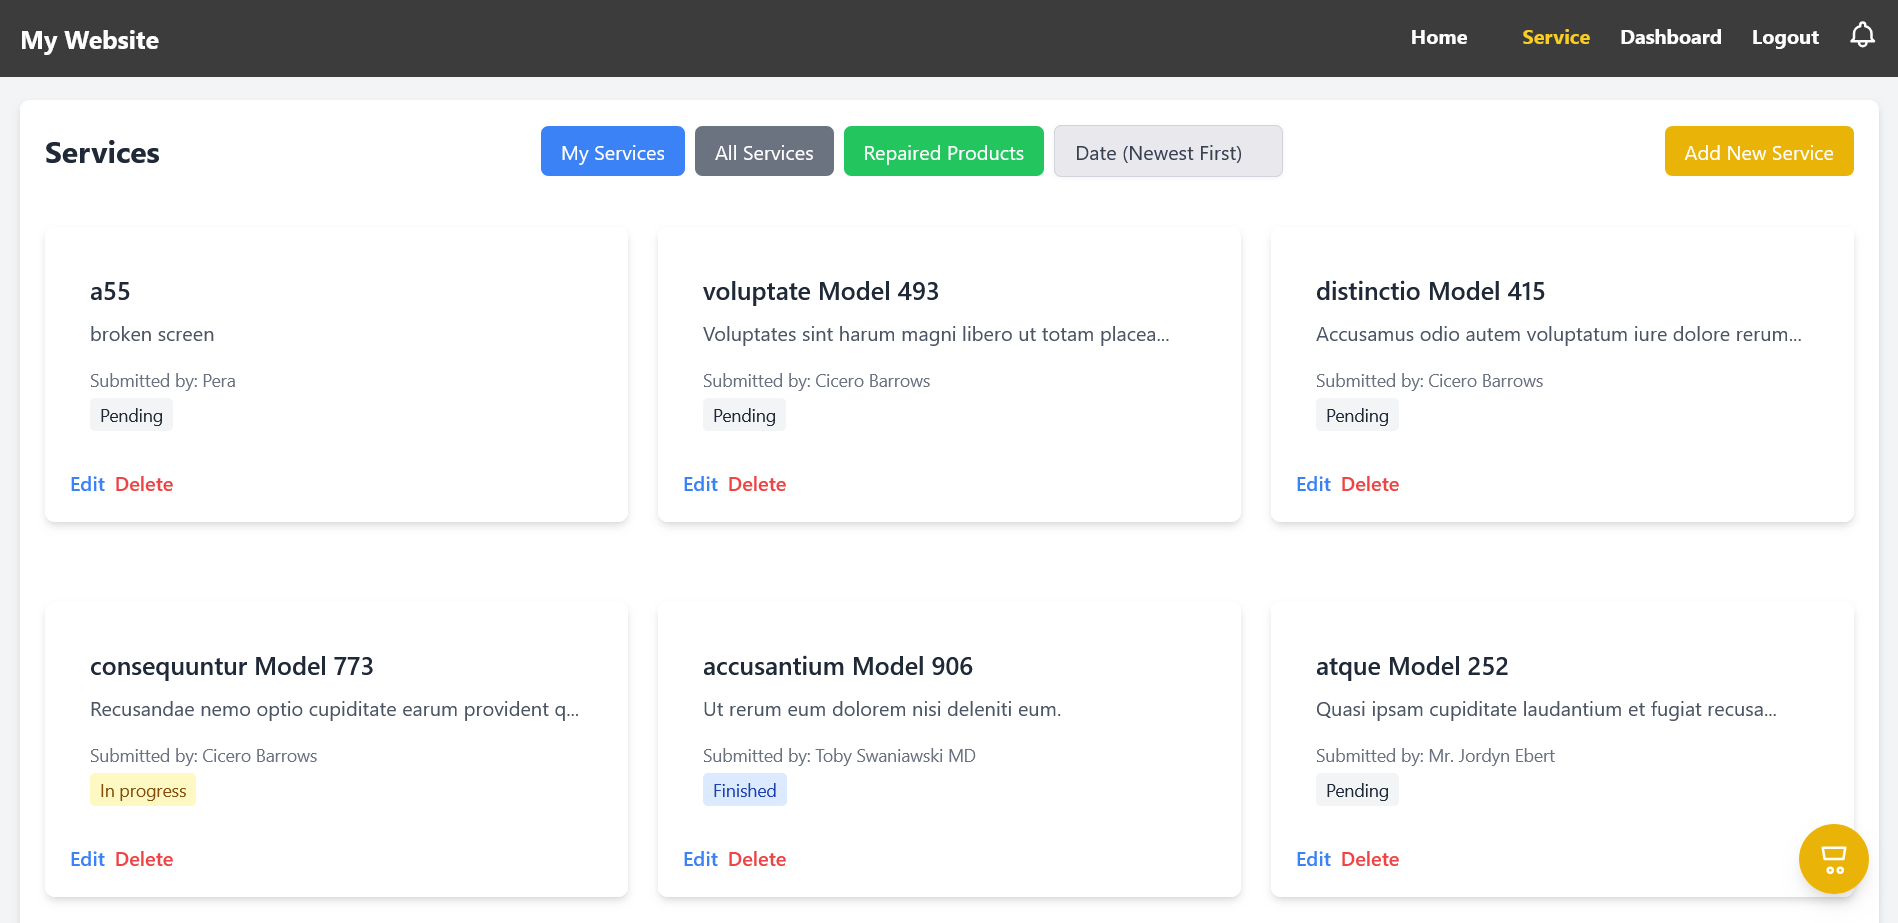 My Website
Home Service Dashboard Logout
Services
My Services All Services Repaired Products Date (Newest First) Add New Service
a55
broken screen
Submitted by: Pera
Pending
Edit Delete
voluptate Model 493
Voluptates sint harum magni libero ut totam placea...
Submitted by: Cicero Barrows
Pending
Edit Delete
distinctio Model 415
Accusamus odio autem voluptatum iure dolore rerum...
Submitted by: Cicero Barrows
Pending
Edit Delete
consequuntur Model 773
Recusandae nemo optio cupiditate earum provident q...
Submitted by: Cicero Barrows
In progress
Edit Delete
accusantium Model 906
Ut rerum eum dolorem nisi deleniti eum.
Submitted by: Toby Swaniawski MD
Finished
Edit Delete
atque Model 252
Quasi ipsam cupiditate laudantium et fugiat recusa...
Submitted by: Mr. Jordyn Ebert
Pending
Edit Delete